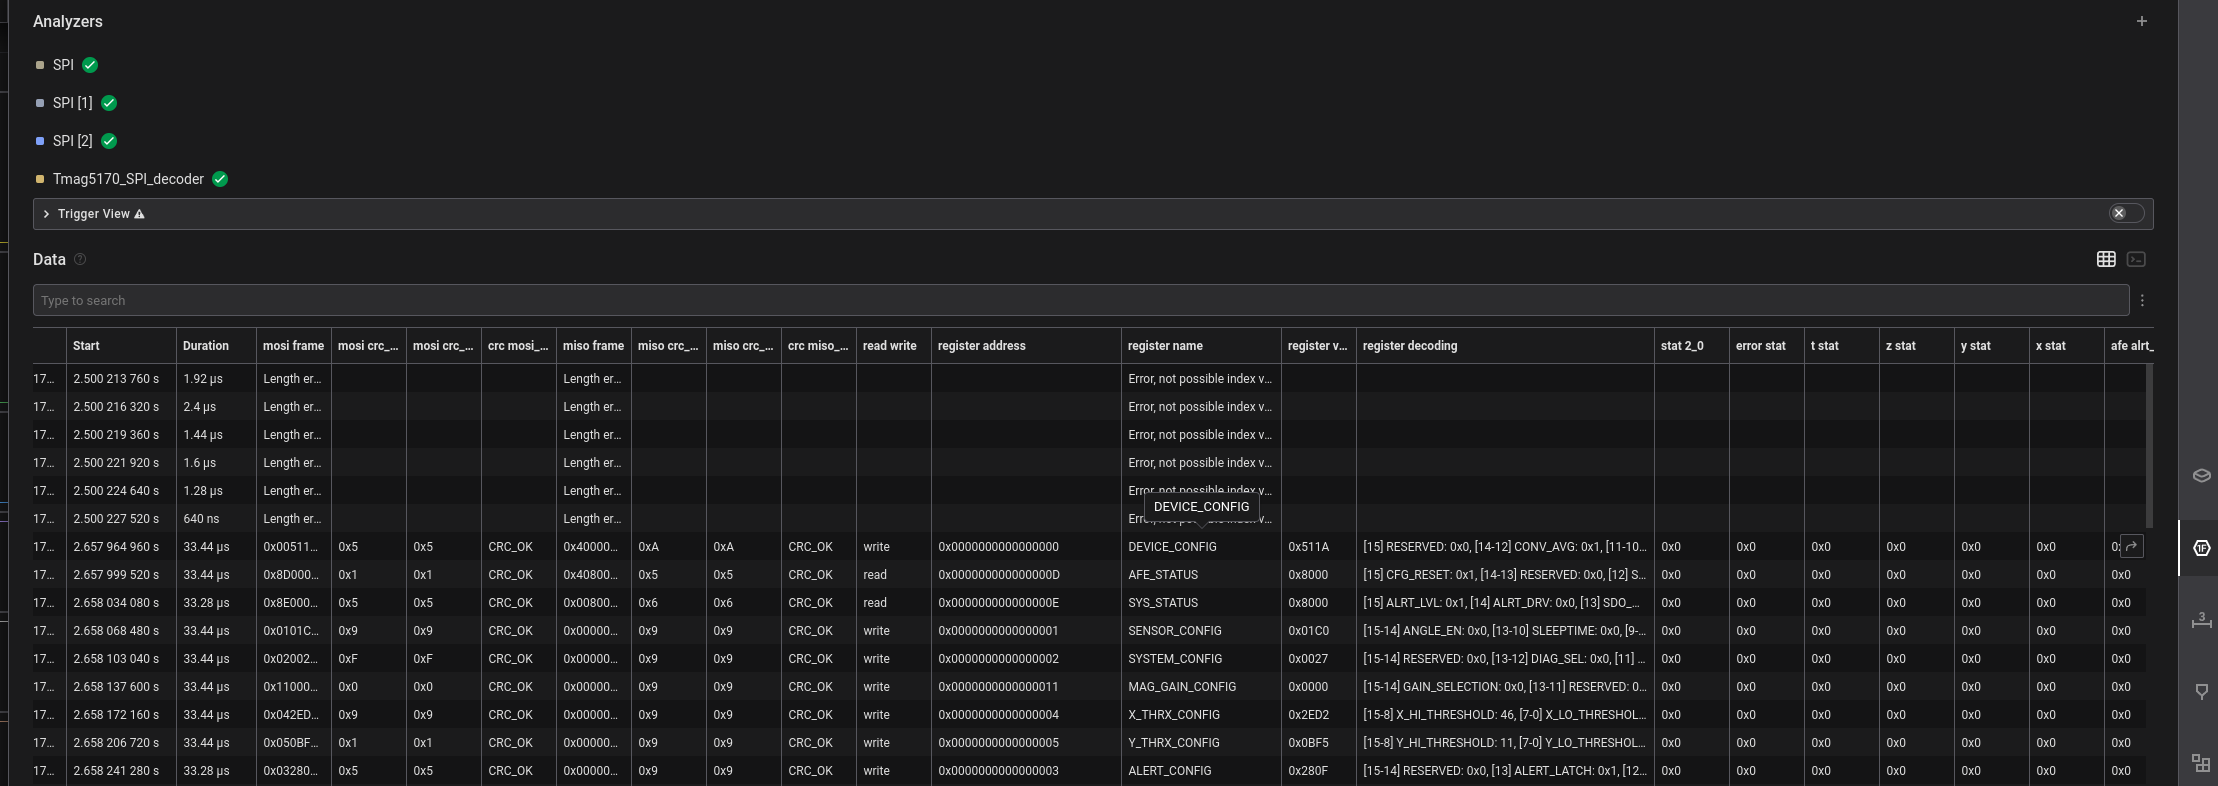 Analyzers
SPI
SPI [1]
SPI [2]
Tmag5170_SPI_decoder
Trigger View
Data
Type to search
Start Duration mosi frame mosi crc_... mosi crc_... crc mosi_... miso frame miso crc_... miso crc_... crc miso_... read write register address register name register v... register decoding stat 2_0 error stat t stat z stat y stat x stat afe alrt_
17... 2.500 213 760 s 1.92 µs Length er... Length er... Error, not possible index v...
17... 2.500 216 320 s 2.4 µs Length er... Length er... Error, not possible index v...
17... 2.500 219 360 s 1.44 µs Length er... Length er... Error, not possible index v...
17... 2.500 221 920 s 1.6 µs Length er... Length er... Error, not possible index v...
17... 2.500 224 640 s 1.28 µs Length er... Length er... Error, not possible index v...
DEVICE_CONFIG
17... 2.500 227 520 s 640 ns Length er... Length er...
17... 2.657 964 960 s 33.44 µs 0x00511... 0x5 0x5 CRC_OK 0x40000... 0xA 0xA CRC_OK write 0x0000000000000000 DEVICE_CONFIG 0x511A [15] RESERVED: 0x0, [14-12] CONV_AVG: 0x1, [11-10... 0x0 0x0 0x0 0x0 0x0 0x0
17... 2.657 999 520 s 33.44 µs 0x8D000... 0x1 0x1 CRC_OK 0x40800... 0x5 0x5 CRC_OK read 0x000000000000000D AFE_STATUS 0x8000 [15] CFG_RESET: 0x1, [14-13] RESERVED: 0x0, [12] S... 0x0 0x0 0x0 0x0 0x0 0x0 0x0
17... 2.658 034 080 s 33.28 µs 0x8E000... 0x5 0x5 CRC_OK 0x00800... 0x6 0x6 CRC_OK read 0x000000000000000E SYS_STATUS 0x8000 [15] ALRT_LVL: 0x1, [14] ALRT_DRV: 0x0, [13] SDO_... 0x0 0x0 0x0 0x0 0x0 0x0 0x0
17... 2.658 068 480 s 33.44 µs 0x0101C... 0x9 0x9 CRC_OK 0x00000... 0x9 0x9 CRC_OK write 0x0000000000000001 SENSOR_CONFIG 0x01C0 [15-14] ANGLE_EN: 0x0, [13-10] SLEEPTIME: 0x0, [9-... 0x0 0x0 0x0 0x0 0x0 0x0 0x0
17... 2.658 103 040 s 33.44 µs 0x02002... 0xF 0xF CRC_OK 0x00000... 0x9 0x9 CRC_OK write 0x0000000000000002 SYSTEM_CONFIG 0x0027 [15-14] RESERVED: 0x0, [13-12] DIAG_SEL: 0x0, [11] ... 0x0 0x0 0x0 0x0 0x0 0x0 0x0
17... 2.658 137 600 s 33.44 µs 0x11000... 0x0 0x0 CRC_OK 0x00000... 0x9 0x9 CRC_OK write 0x0000000000000011 MAG_GAIN_CONFIG 0x0000 [15-14] GAIN_SELECTION: 0x0, [13-11] RESERVED: 0... 0x0 0x0 0x0 0x0 0x0 0x0 0x0
17... 2.658 172 160 s 33.44 µs 0x042ED... 0x9 0x9 CRC_OK 0x00000... 0x9 0x9 CRC_OK write 0x0000000000000004 X_THRX_CONFIG 0x2ED2 [15-8] X_HI_THRESHOLD: 46, [7-0] X_LO_THRESHOL... 0x0 0x0 0x0 0x0 0x0 0x0 0x0
17... 2.658 206 720 s 33.44 µs 0x050BF... 0x1 0x1 CRC_OK 0x00000... 0x9 0x9 CRC_OK write 0x0000000000000005 Y_THRX_CONFIG 0x0BF5 [15-8] Y_HI_THRESHOLD: 11, [7-0] Y_LO_THRESHOL... 0x0 0x0 0x0 0x0 0x0 0x0 0x0
17... 2.658 241 280 s 33.28 µs 0x03280... 0x5 0x5 CRC_OK 0x00000... 0x9 0x9 CRC_OK write 0x0000000000000003 ALERT_CONFIG 0x280F [15-14] RESERVED: 0x0, [13] ALERT_LATCH: 0x1, [12... 0x0 0x0 0x0 0x0 0x0 0x0 0x0